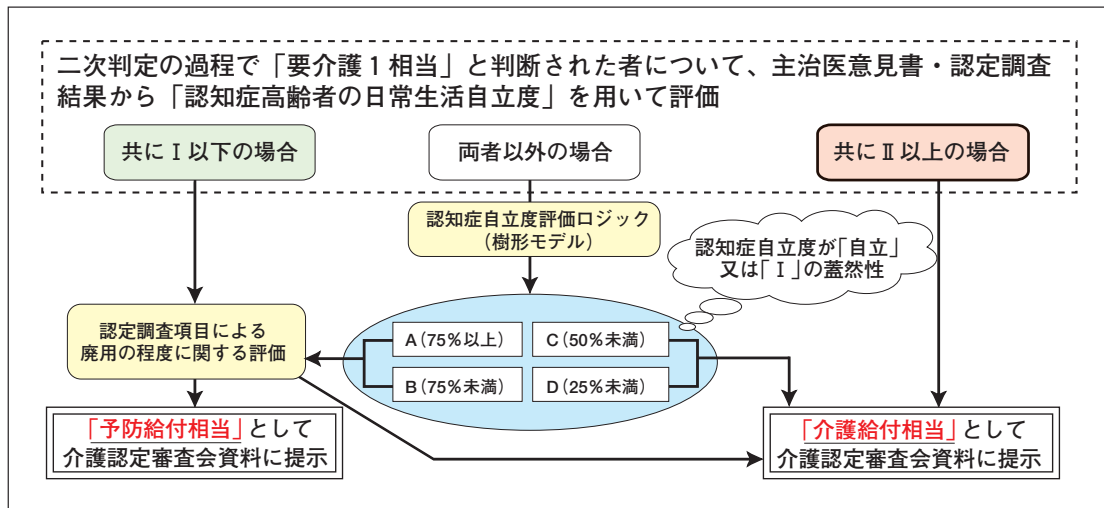 二次判定の過程で「要介護1相当」と判断された者について、主治医意見書・認定調査
結果から「認知症高齢者の日常生活自立度」を用いて評価
共にⅠ以下の場合
両者以外の場合
共にⅡ以上の場合
認知症自立度評価ロジック
(樹形モデル)
認知症自立度が「自立」
又は「Ⅰ」の蓋然性
認定調査項目による
廃用の程度に関する評価
A(75%以上)
C(50%未満)
B(75%未満)
D(25%未満)
「予防給付相当」として
介護認定審査会資料に提示
「介護給付相当」として
介護認定審査会資料に提示